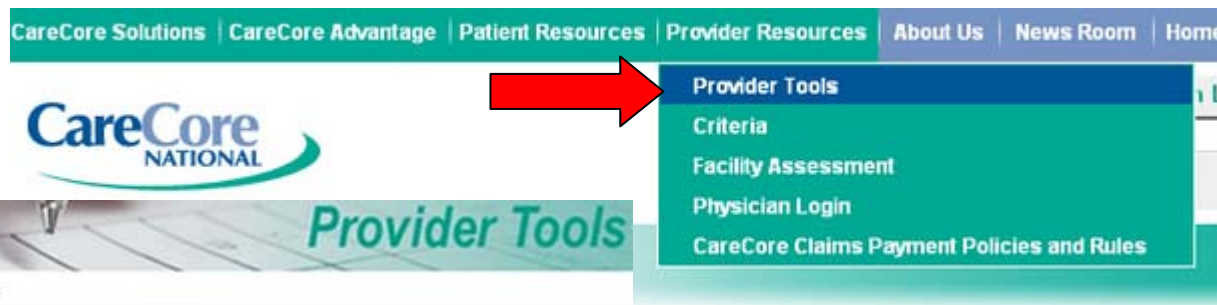 CareCore Solutions | CareCore Advantage | Patient Resources | Provider Resources | About Us | News Room | Home
Provider Tools
Criteria
Facility Assessment
Physician Login
CareCore Claims Payment Policies and Rules
CareCore
NATIONAL
Provider Tools